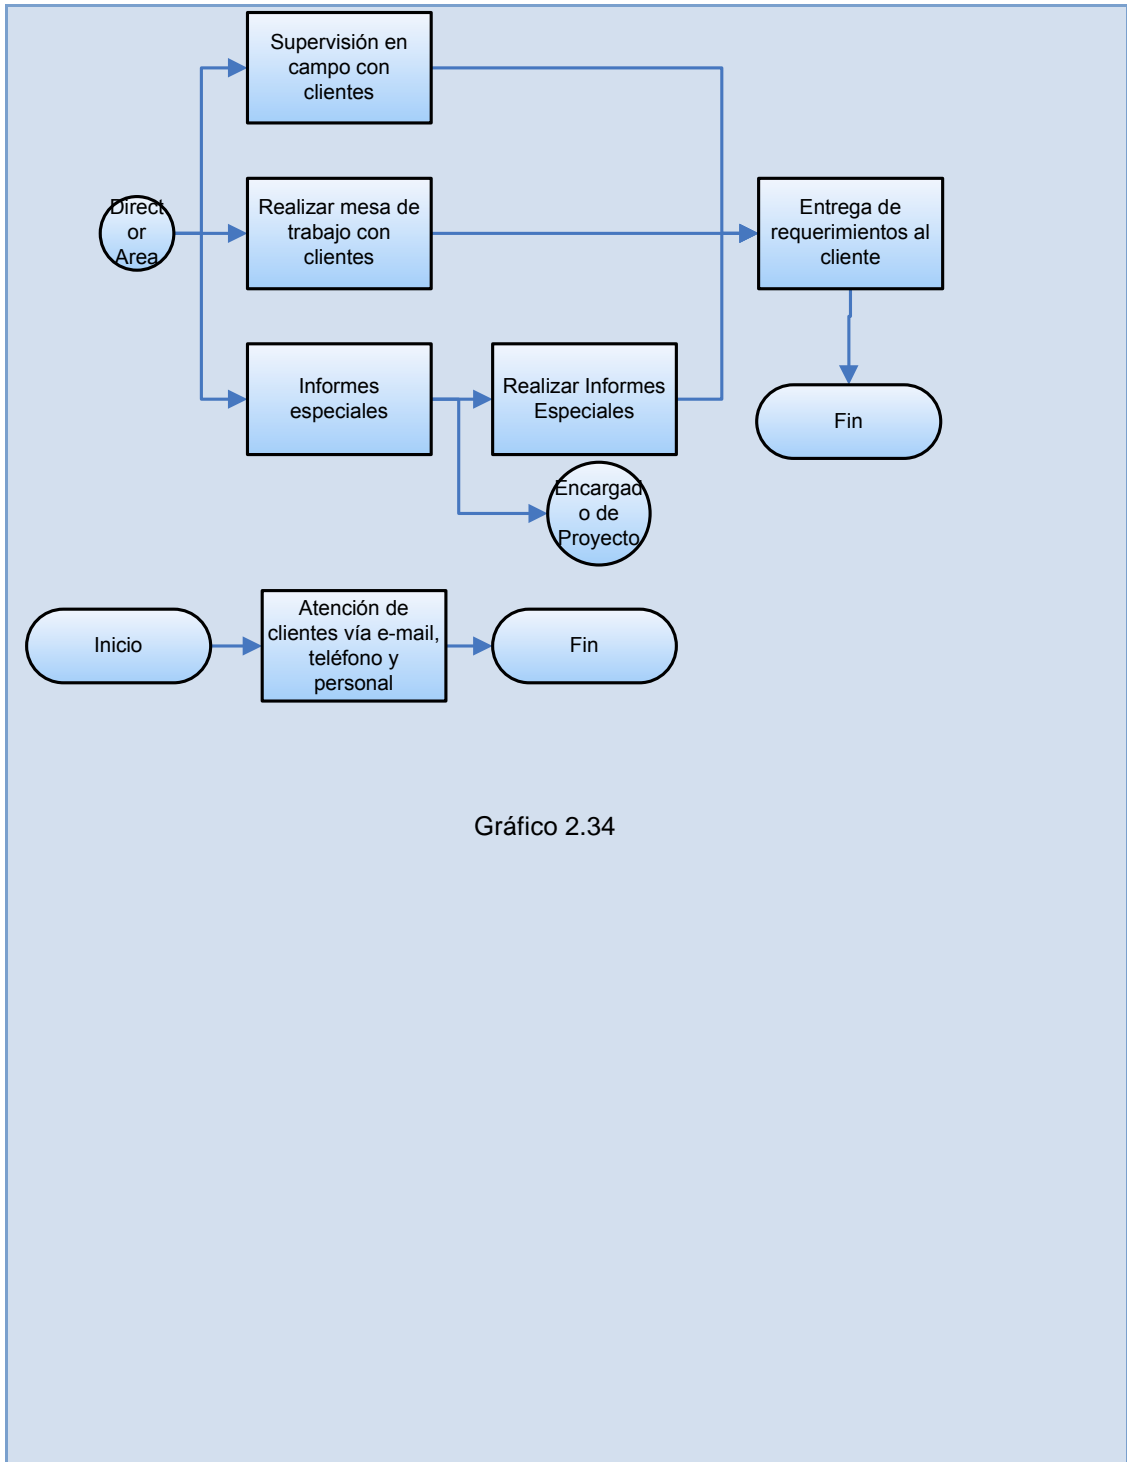 Supervisión en
campo con
clientes
Direct
or
Area
Realizar mesa de
trabajo con
clientes
Entrega de
requerimientos al
cliente
Informes
especiales
Realizar Informes
Especiales
Fin
Encargad
o de
Proyecto
Inicio
Atención de
clientes vía e-mail,
teléfono y
personal
Fin
Gráfico 2.34